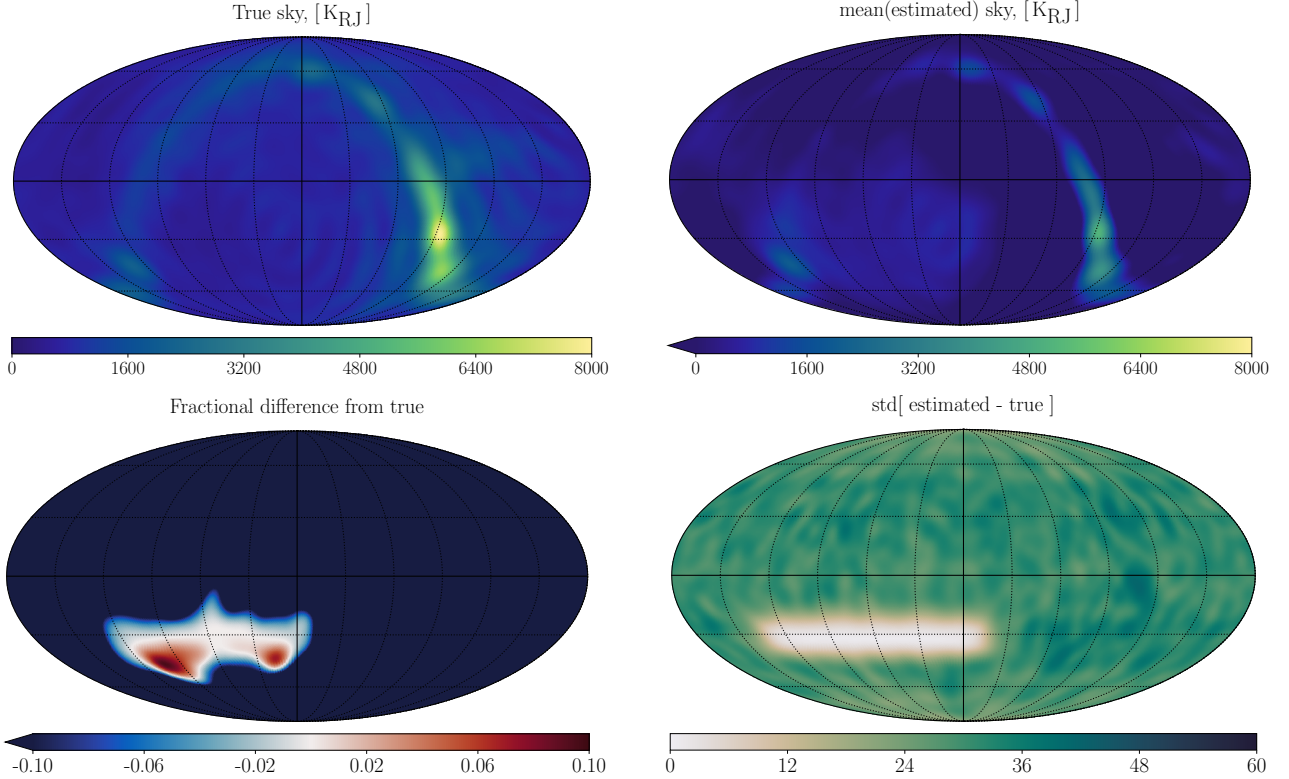 True sky, [ K_RJ ]
mean(estimated) sky, [ K_RJ ]
0 1600 3200 4800 6400 8000
0 1600 3200 4800 6400 8000
Fractional difference from true
std[ estimated - true ]
-0.10 -0.06 -0.02 0.02 0.06 0.10
0 12 24 36 48 60